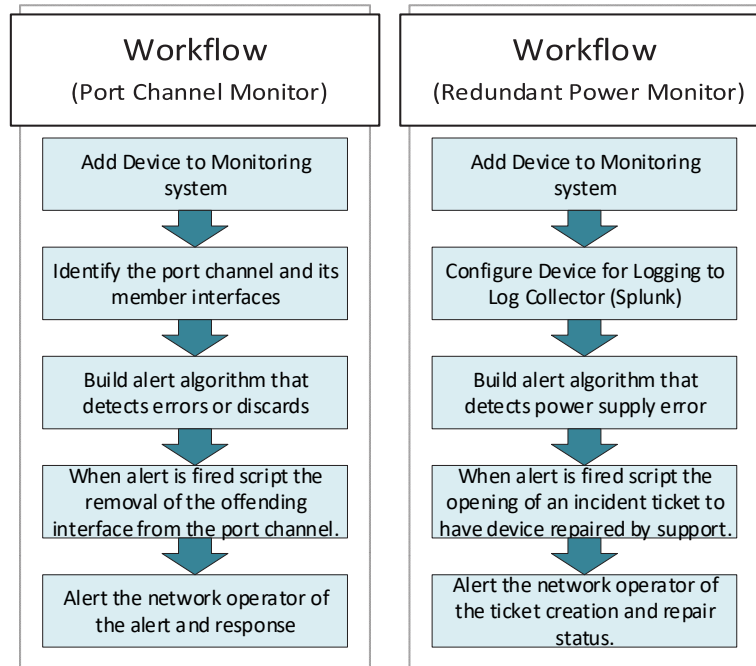 Workflow
(Port Channel Monitor)
Add Device to Monitoring
system
Identify the port channel and its
member interfaces
Build alert algorithm that
detects errors or discards
When alert is fired script the
removal of the offending
interface from the port channel.
Alert the network operator of
the alert and response
Workflow
(Redundant Power Monitor)
Add Device to Monitoring
system
Configure Device for Logging to
Log Collector (Splunk)
Build alert algorithm that
detects power supply error
When alert is fired script the
opening of an incident ticket to
have device repaired by support.
Alert the network operator of
the ticket creation and repair
status.